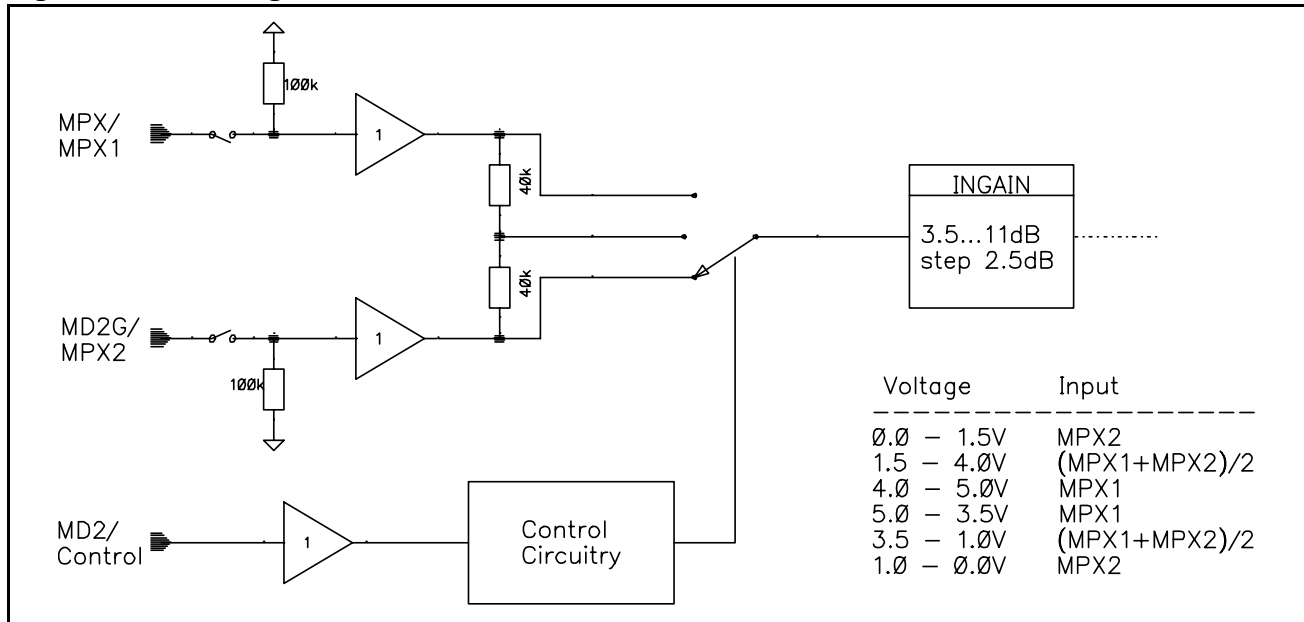 100k
MPX/
MPX1
1
40k
INGAIN
3.5...11dB
step 2.5dB
40k
MD2G/
MPX2
1
100k
Voltage Input
0.0 – 1.5V MPX2
1.5 – 4.0V (MPX1+MPX2)/2
4.0 – 5.0V MPX1
5.0 – 3.5V MPX1
3.5 – 1.0V (MPX1+MPX2)/2
1.0 – 0.0V MPX2
MD2/
Control
1
Control
Circuitry